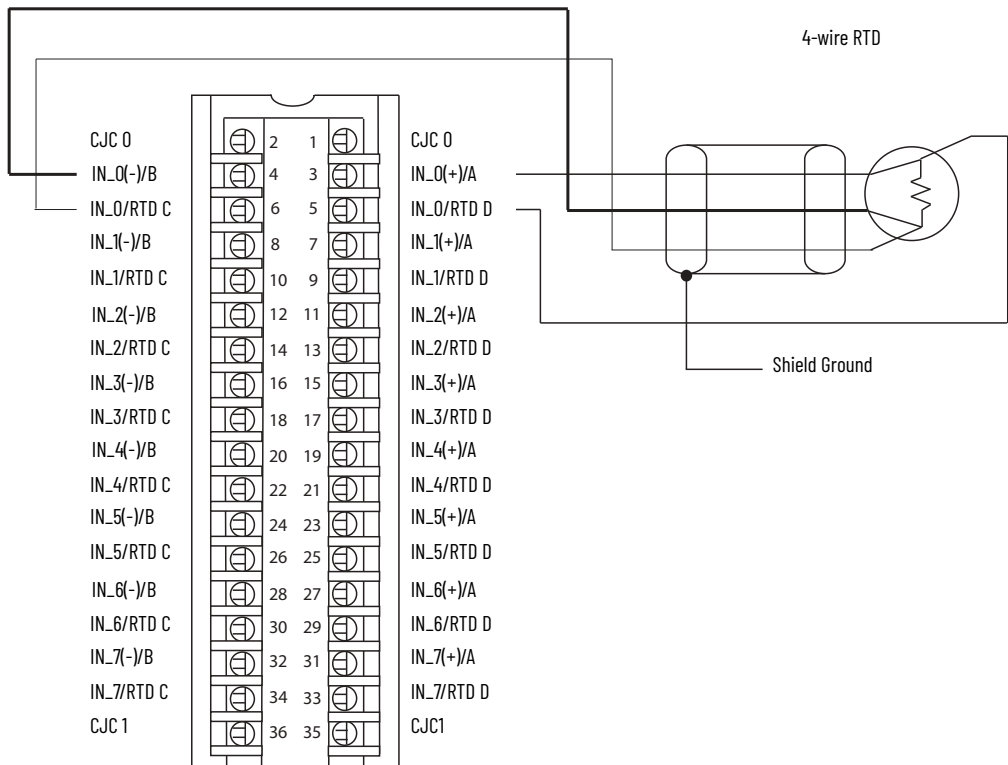 4-wire RTD
CJC 0 2 1 CJC 0
IN_0(-)/B 4 3 IN_0(+)/A
IN_0/RTD C 6 5 IN_0/RTD D
IN_1(-)/B 8 7 IN_1(+)/A
IN_1/RTD C 10 9 IN_1/RTD D
IN_2(-)/B 12 11 IN_2(+)/A
IN_2/RTD C 14 13 IN_2/RTD D
IN_3(-)/B 16 15 IN_3(+)/A
IN_3/RTD C 18 17 IN_3/RTD D
IN_4(-)/B 20 19 IN_4(+)/A
IN_4/RTD C 22 21 IN_4/RTD D
IN_5(-)/B 24 23 IN_5(+)/A
IN_5/RTD C 26 25 IN_5/RTD D
IN_6(-)/B 28 27 IN_6(+)/A
IN_6/RTD C 30 29 IN_6/RTD D
IN_7(-)/B 32 31 IN_7(+)/A
IN_7/RTD C 34 33 IN_7/RTD D
CJC 1 36 35 CJC1
Shield Ground